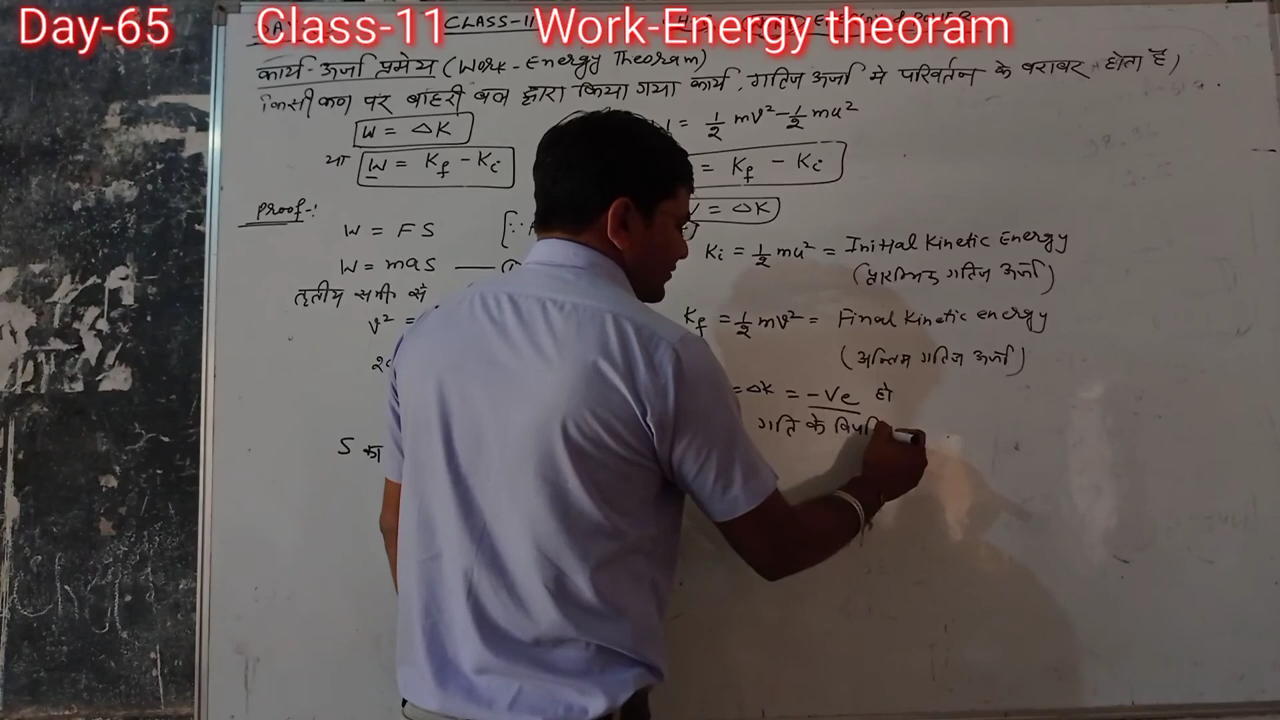 Day-65 Class-11 Work-Energy theoram
CLASS-11
कार्य-ऊर्जा प्रमेय (Work-Energy Theoram)
किसी कण पर बाहरी बल द्वारा किया गया कार्य, गतिज ऊर्जा मे परिवर्तन के बराबर होता है)
W = ΔK
या W = Kf - Ki
Proof-:
W = FS [∵
W = mas
तृतीय समी. से
v² =
S का
= ½ mv² - ½ mu²
= Kf - Ki
= ΔK
Ki = ½ mu² = Initial Kinetic Energy
(प्रारम्भिक गतिज ऊर्जा)
Kf = ½ mv² = Final Kinetic energy
(अन्तिम गतिज ऊर्जा)
= ΔK = -Ve हो
गति के